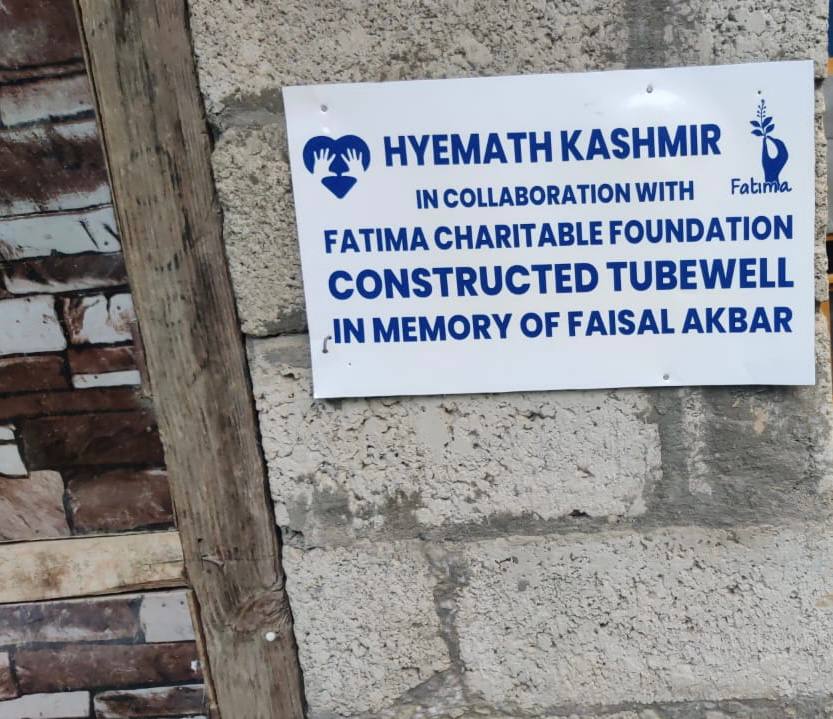 HYEMATH KASHMIR
Fatima
IN COLLABORATION WITH
FATIMA CHARITABLE FOUNDATION
CONSTRUCTED TUBEWELL
IN MEMORY OF FAISAL AKBAR